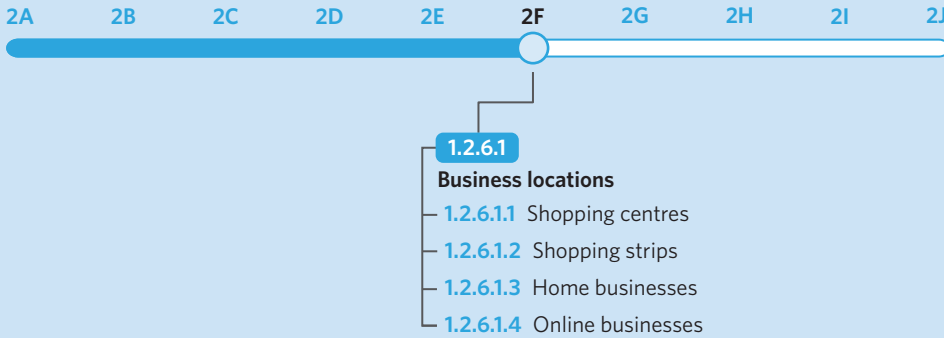 2A 2B 2C 2D 2E 2F 2G 2H 2I 2J
1.2.6.1
Business locations
1.2.6.1.1 Shopping centres
1.2.6.1.2 Shopping strips
1.2.6.1.3 Home businesses
1.2.6.1.4 Online businesses